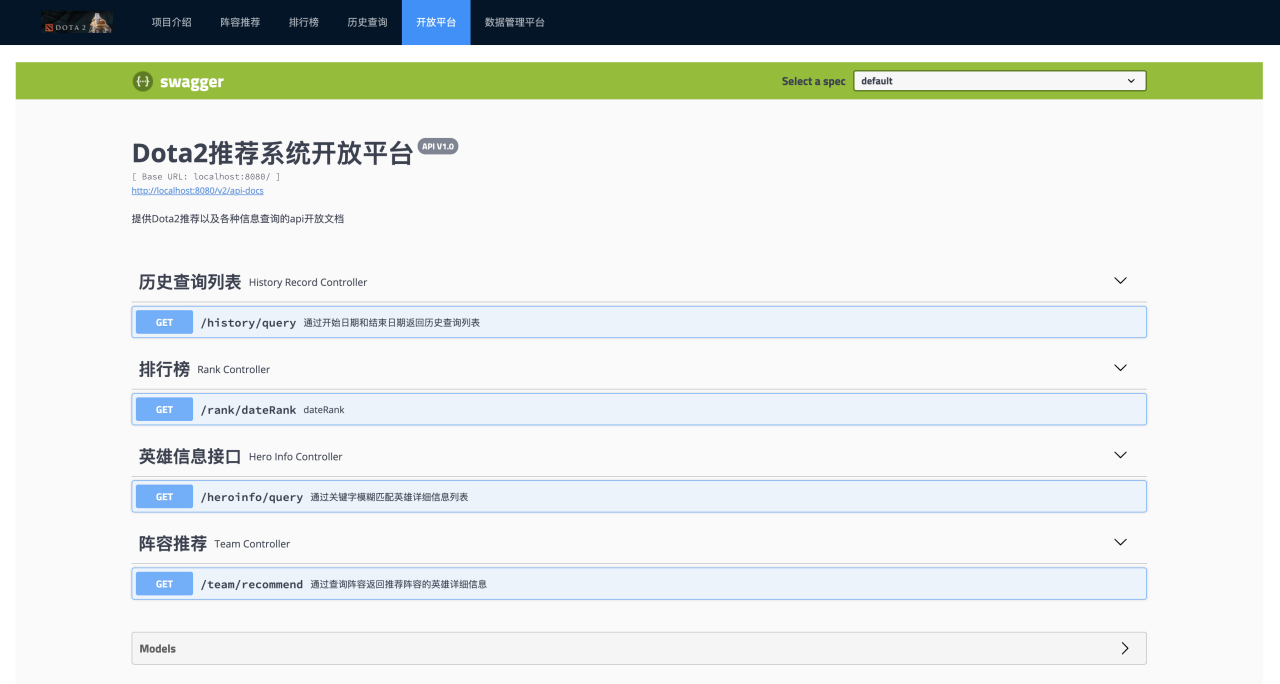 DOTA 2 项目介绍 阵容推荐 排行榜 历史查询 开放平台 数据管理平台
swagger Select a spec default
Dota2推荐系统开放平台 API V1.0
[ Base URL: localhost:8080/ ]
http://localhost:8080/v2/api-docs
提供Dota2推荐以及各种信息查询的api开放文档
历史查询列表 History Record Controller
GET /history/query 通过开始日期和结束日期返回历史查询列表
排行榜 Rank Controller
GET /rank/dateRank dateRank
英雄信息接口 Hero Info Controller
GET /heroinfo/query 通过关键字模糊匹配英雄详细信息列表
阵容推荐 Team Controller
GET /team/recommend 通过查询阵容返回推荐阵容的英雄详细信息
Models